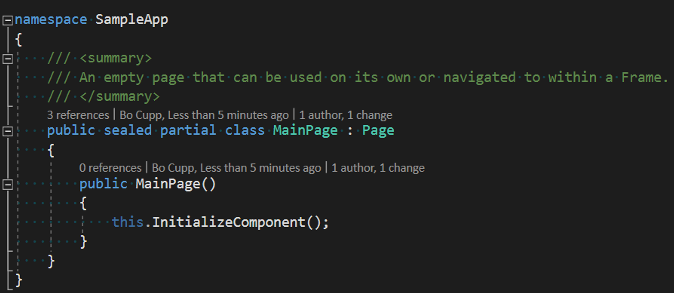 namespace SampleApp
{
/// <summary>
/// An empty page that can be used on its own or navigated to within a Frame.
/// </summary>
3 references | Bo Cupp, Less than 5 minutes ago | 1 author, 1 change
public sealed partial class MainPage : Page
{
0 references | Bo Cupp, Less than 5 minutes ago | 1 author, 1 change
public MainPage()
{
this.InitializeComponent();
}
}
}